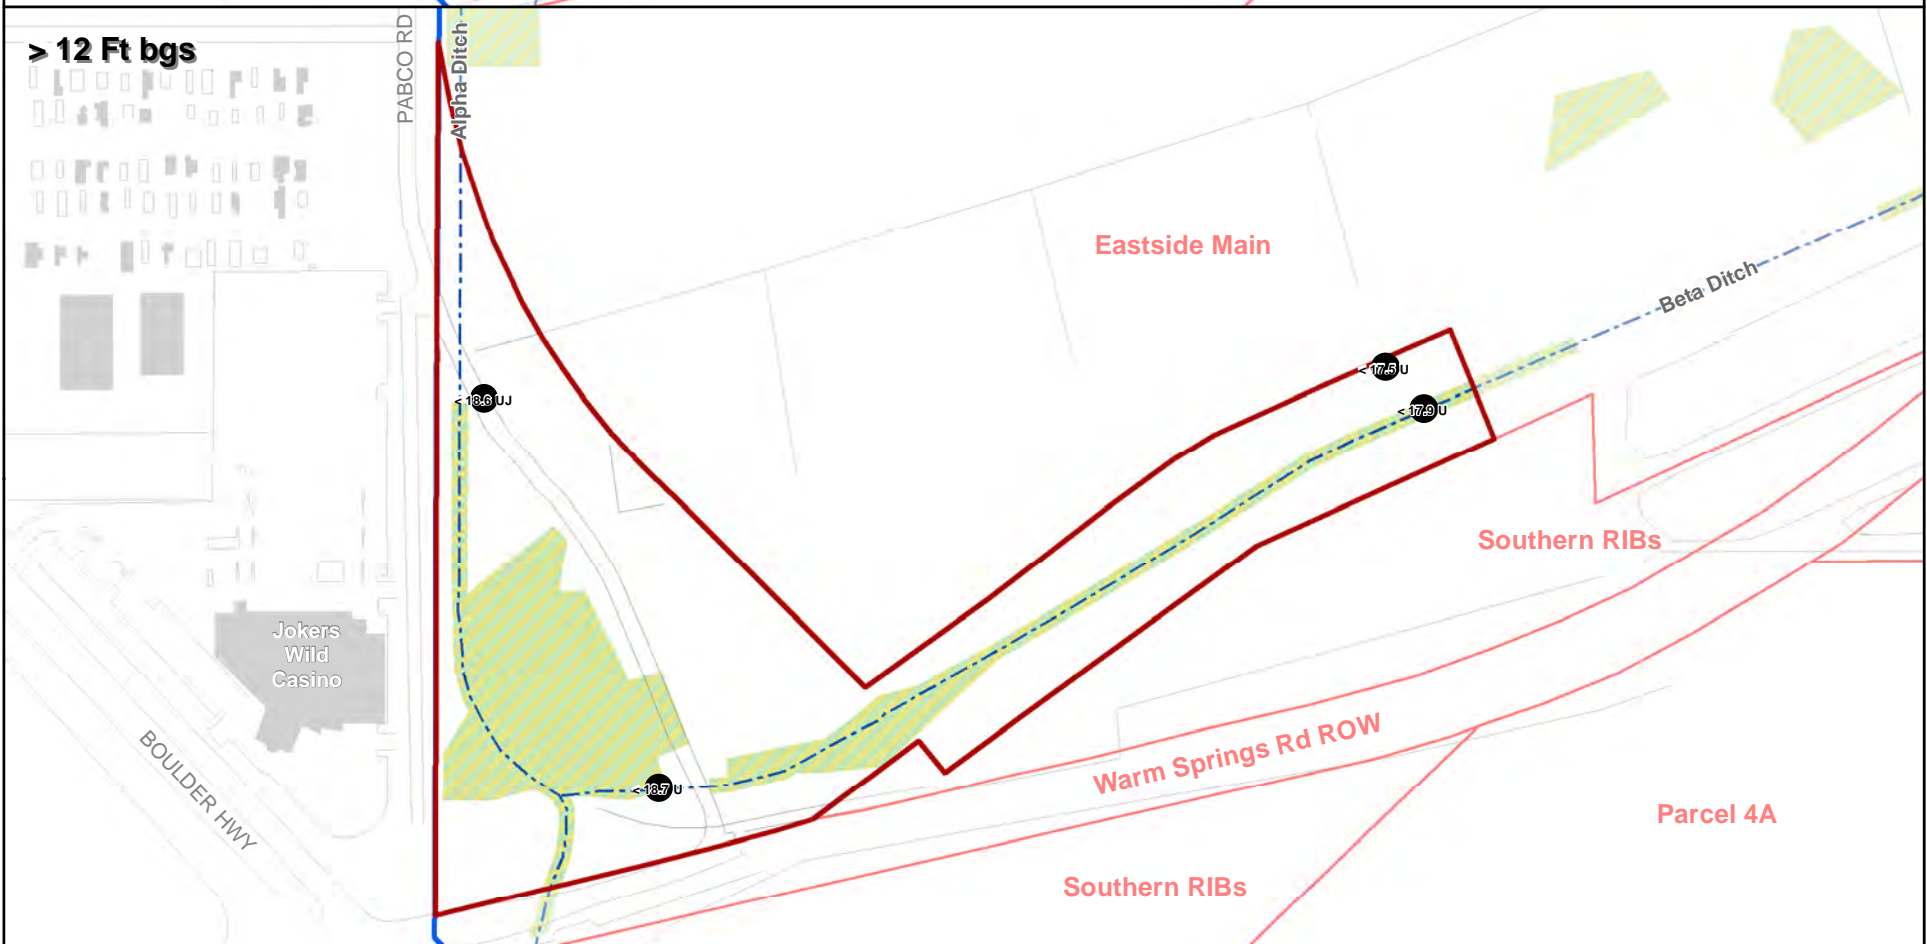 > 12 Ft bgs
PABCO RD
Alpha Ditch
Eastside Main
Beta Ditch
< 17.5 U
< 18.6 UJ
< 17.9 U
Southern RIBs
Jokers
Wild
Casino
BOULDER HWY
Warm Springs Rd ROW
< 18.7 U
Parcel 4A
Southern RIBs